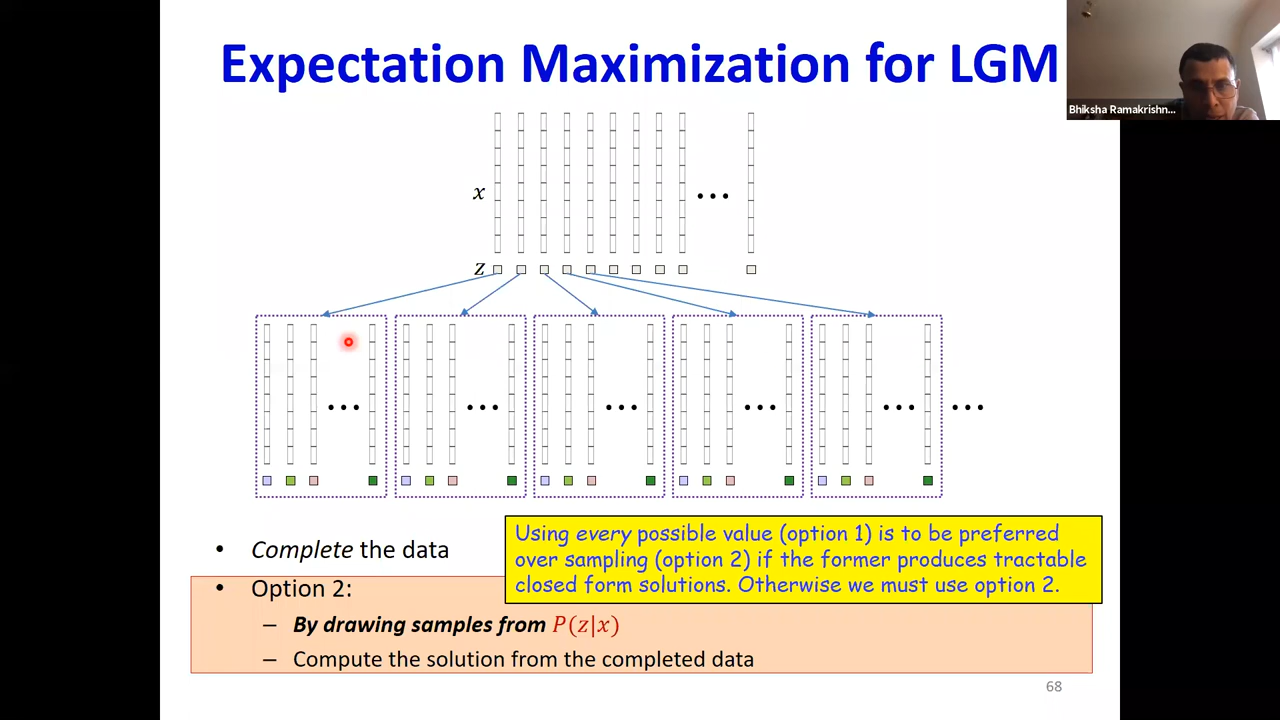 Expectation Maximization for LGM
Bhiksha Ramakrishn...
x
...
z
... ... ... ... ... ...
• Complete the data
Using every possible value (option 1) is to be preferred
over sampling (option 2) if the former produces tractable
closed form solutions. Otherwise we must use option 2.
• Option 2:
– By drawing samples from P(z|x)
– Compute the solution from the completed data
68